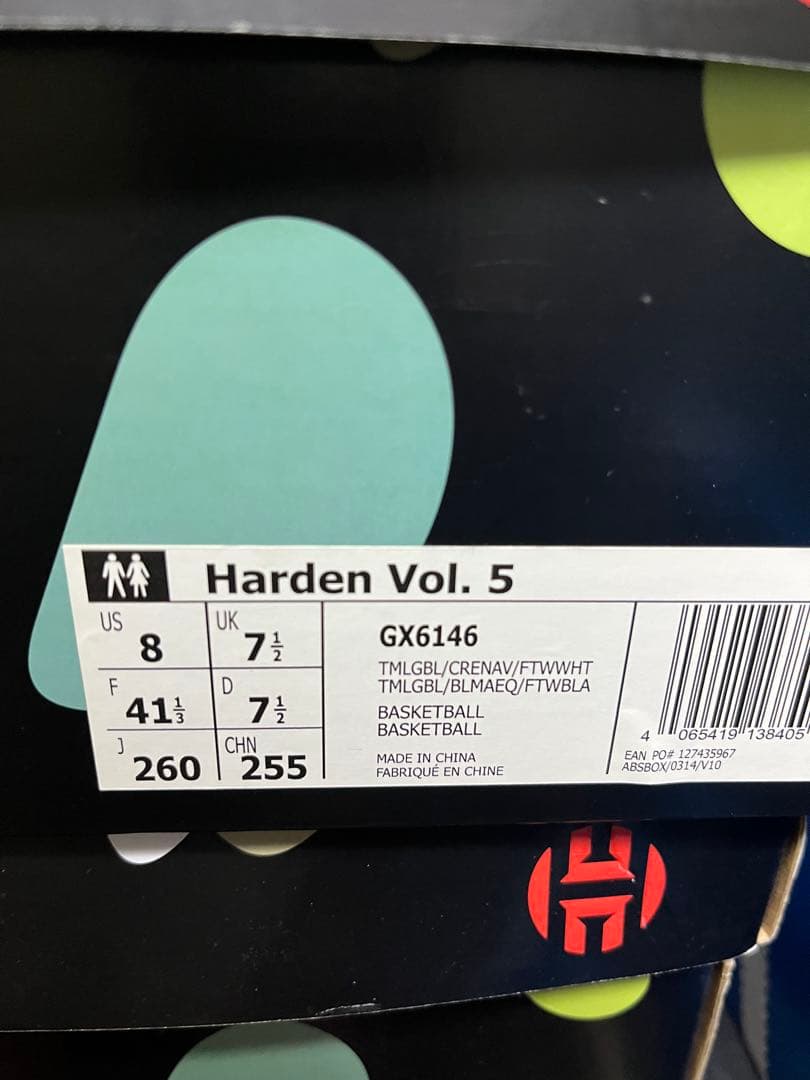 Harden Vol. 5
US 8
UK 7½
F 41⅓
D 7½
J 260
CHN 255
GX6146
TMLGBL/CRENAV/FTWWHT
TMLGBL/BLMAEQ/FTWBLA
BASKETBALL
BASKETBALL
MADE IN CHINA
FABRIQUÉ EN CHINE
4 065419 138405
EAN PO# 127435967
ABSBOX/0314/V10